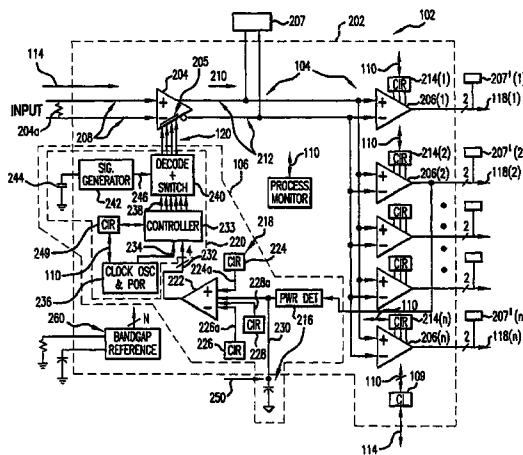 207
202
102
114
204
205
210
104
110
CIR
214(1)
207'(1)
INPUT
+
-
208(1)
2
118(1)
204a
208
212
120
106
110
CIR
214(2)
207'(2)
208(2)
2
118(2)
244
SIG.
GENERATOR
242
246
DECODE
+
SWITCH
240
110
PROCESS
MONITOR
238
249
CIR
CONTROLLER
233
220
218
CIR
224
234
232
4
222
224a
228a
110
CLOCK OSC
& POR
236
PWR DET
110
CIR
214(n)
207'(n)
226a
CIR
228
230
216
226
CIR
260
N
BANDGAP
REFERENCE
250
206(n)
2
118(n)
110
109
C
114